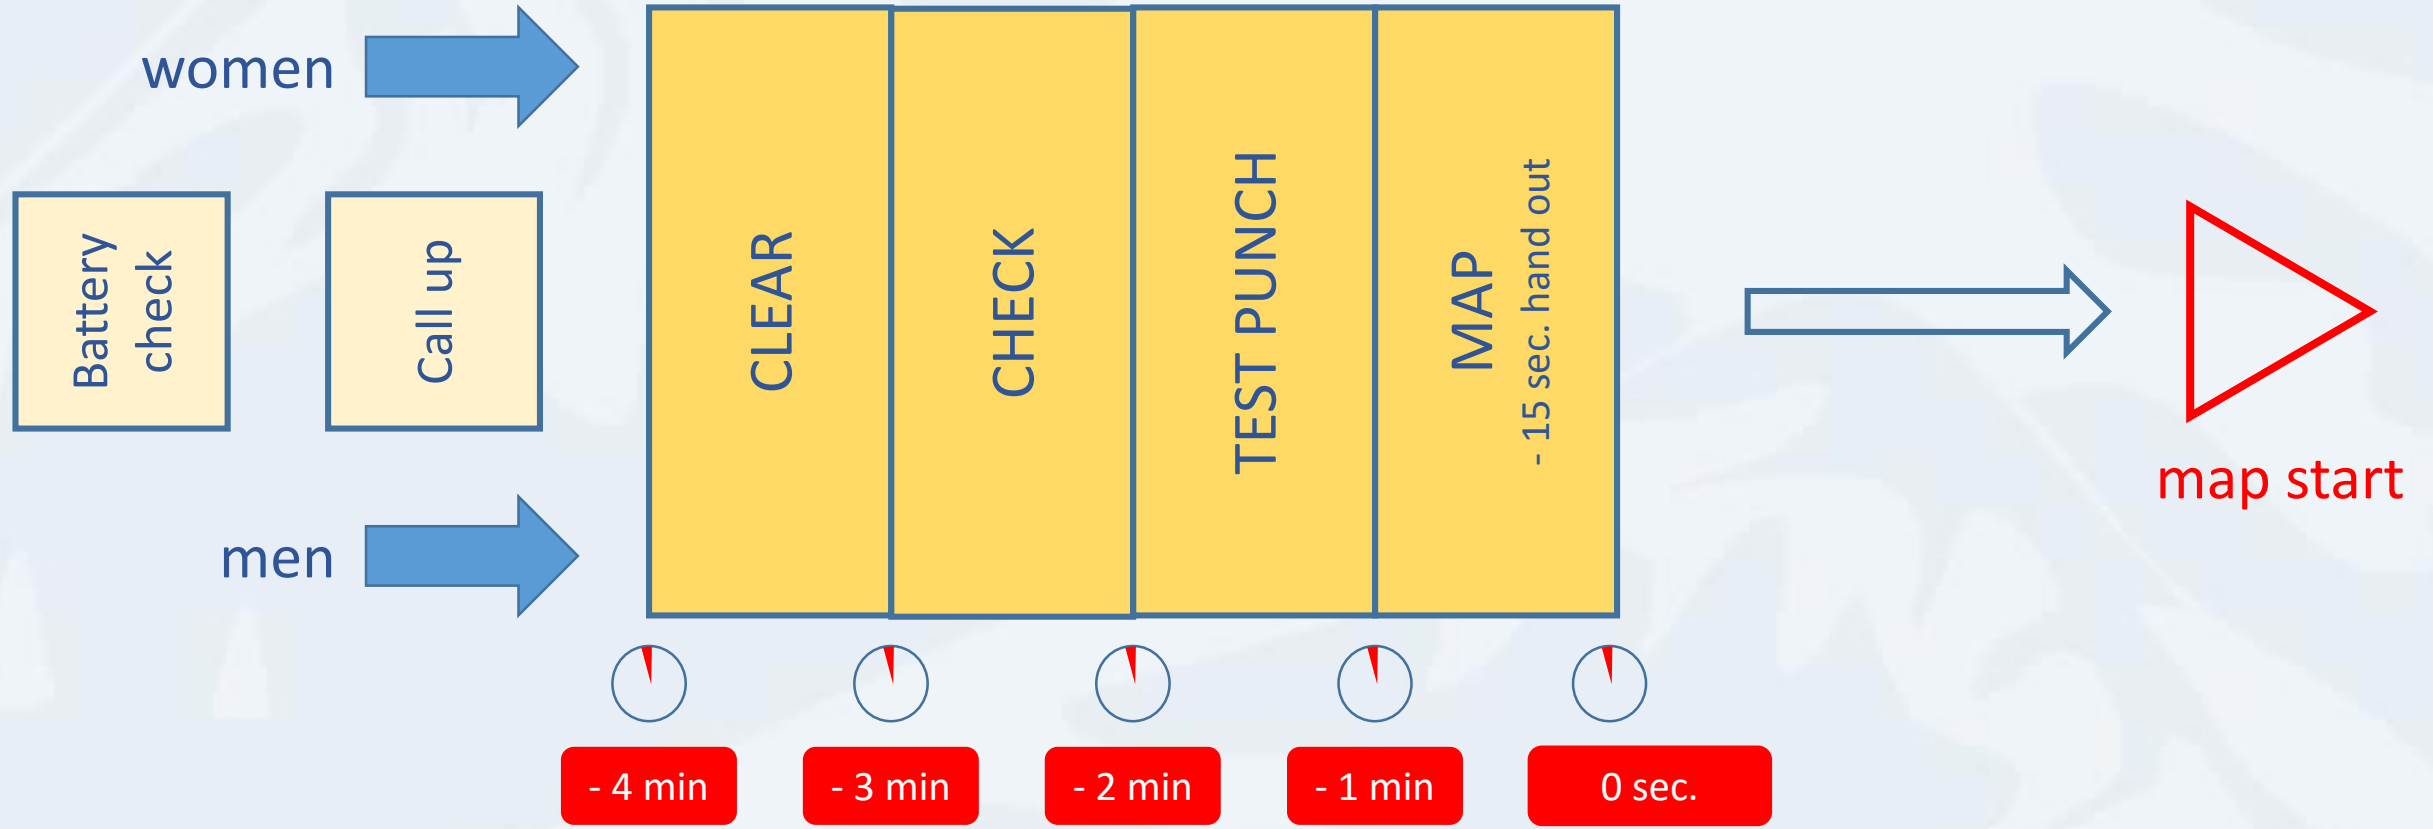 women
Battery
check
Call up
men
CLEAR
CHECK
TEST PUNCH
MAP
- 15 sec. hand out
map start
- 4 min
- 3 min
- 2 min
- 1 min
0 sec.